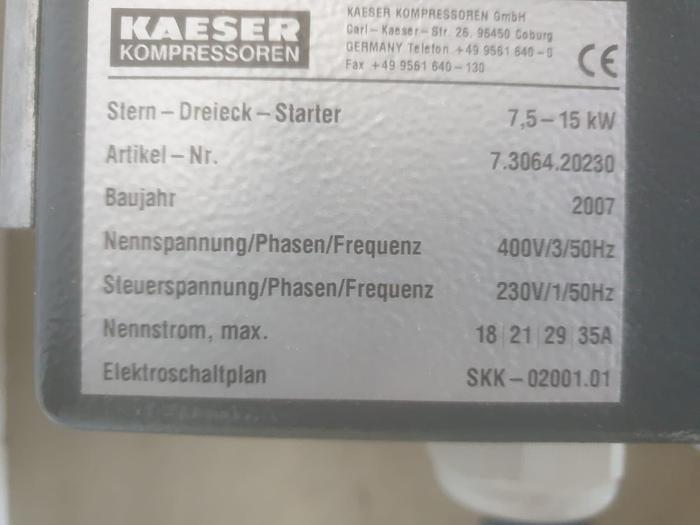 KAESER
KOMPRESSOREN
KAESER KOMPRESSOREN GmbH
Carl-Kaeser-Str. 26, 96450 Coburg
GERMANY Telefon +49 9561 640-0
Fax +49 9561 640-130
CE
Stern-Dreieck-Starter 7,5-15 kW
Artikel-Nr. 7.3064.20230
Baujahr 2007
Nennspannung/Phasen/Frequenz 400V/3/50Hz
Steuerspannung/Phasen/Frequenz 230V/1/50Hz
Nennstrom, max. 18|21|29|35A
Elektroschaltplan SKK-02001.01